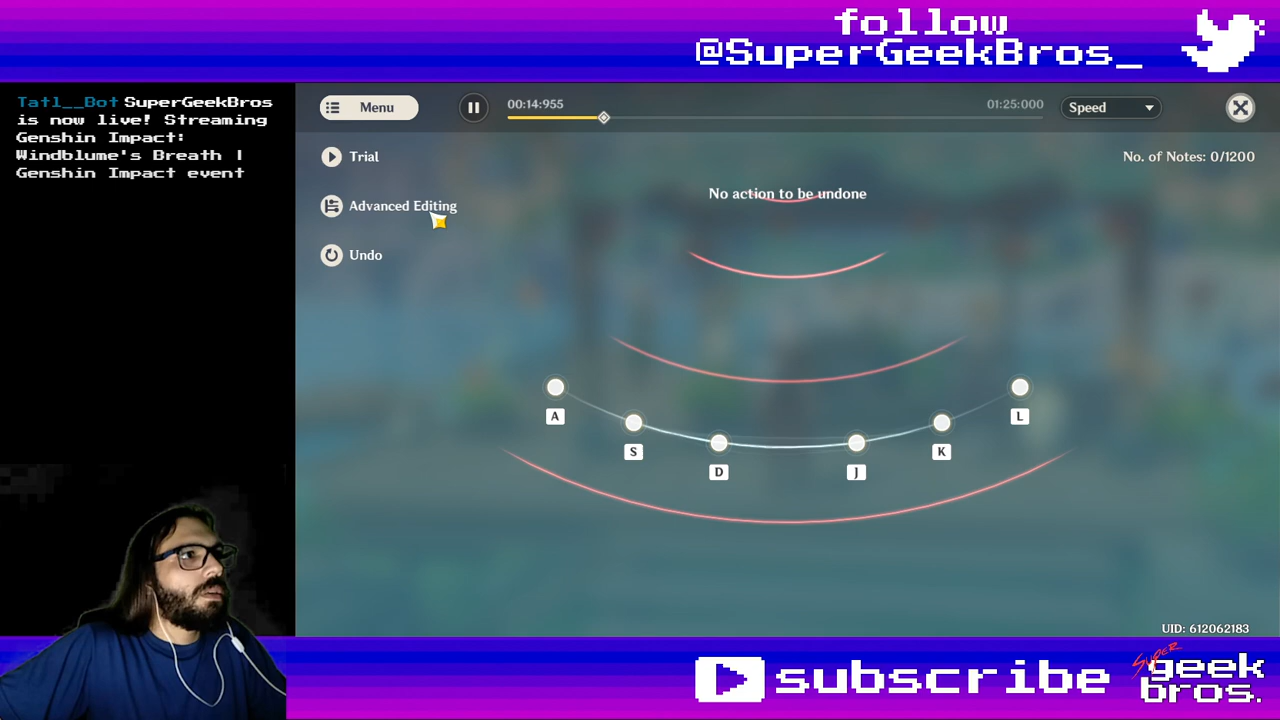 follow
@SuperGeekBros_
Tatl__Bot SuperGeekBros
is now live! Streaming
Genshin Impact:
Windblume's Breath |
Genshin Impact event
Menu
00:14:955
01:25:000
Speed
Trial
No. of Notes: 0/1200
No action to be undone
Advanced Editing
Undo
A
L
S
K
D
J
UID: 612062183
subscribe
SUPER
geek
bros.